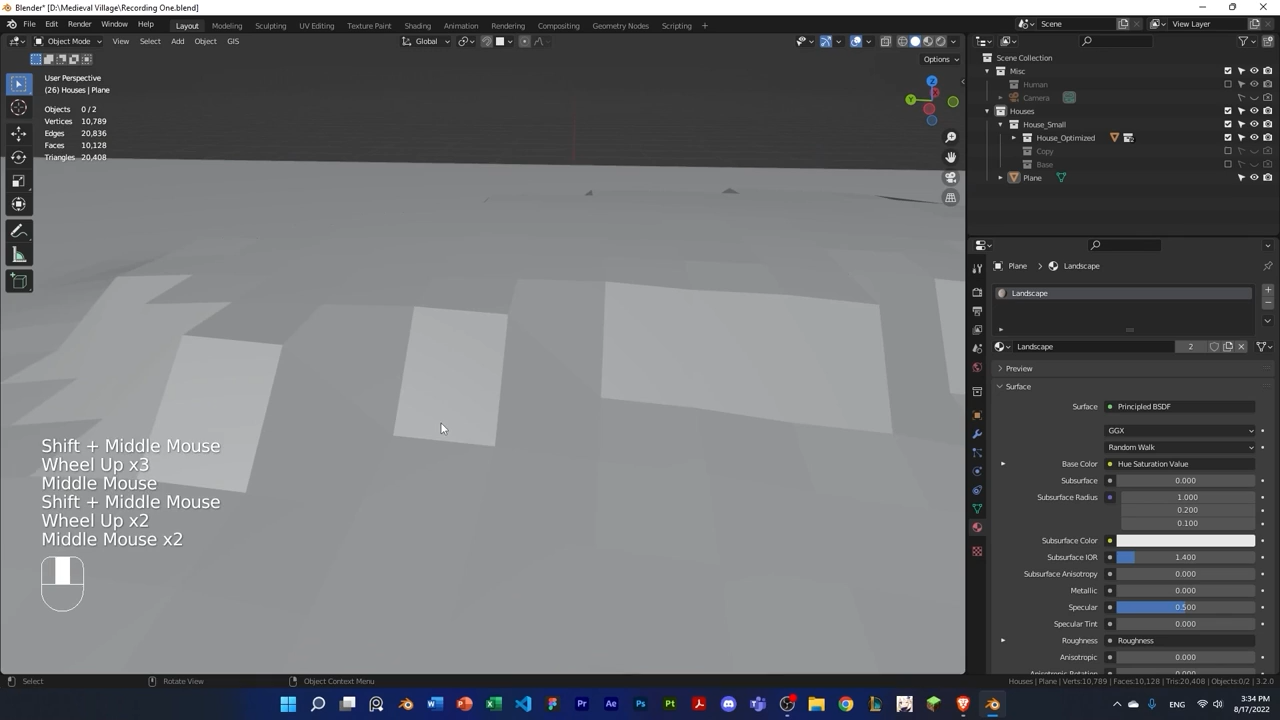 Blender* [D:\Medieval Village\Recording One.blend]
File Edit Render Window Help Layout Modeling Sculpting UV Editing Texture Paint Shading Animation Rendering Compositing Geometry Nodes Scripting + Scene View Layer
Object Mode View Select Add Object GIS Global
Options
User Perspective
(26) Houses | Plane
Objects 0 / 2
Vertices 10,789
Edges 20,836
Faces 10,128
Triangles 20,408
Y
Z
Shift + Middle Mouse
Wheel Up x3
Middle Mouse
Shift + Middle Mouse
Wheel Up x2
Middle Mouse x2
Scene Collection
Misc
Human
Camera
Houses
House_Small
House_Optimized
Copy
Base
Plane
Plane > Landscape
Landscape
Landscape 2
Preview
Surface
Surface Principled BSDF
GGX
Random Walk
Base Color Hue Saturation Value
Subsurface 0.000
Subsurface Radius 1.000
0.200
0.100
Subsurface Color
Subsurface IOR 1.400
Subsurface Anisotropy 0.000
Metallic 0.000
Specular 0.500
Specular Tint 0.000
Roughness Roughness
Anisotropic 0.000
Anisotropic Rotation
Select Rotate View Object Context Menu Houses | Plane | Verts:10,789 | Faces:10,128 | Tris:20,408 | Objects:0/2 | 3.2.0
3:34 PM
8/17/2022